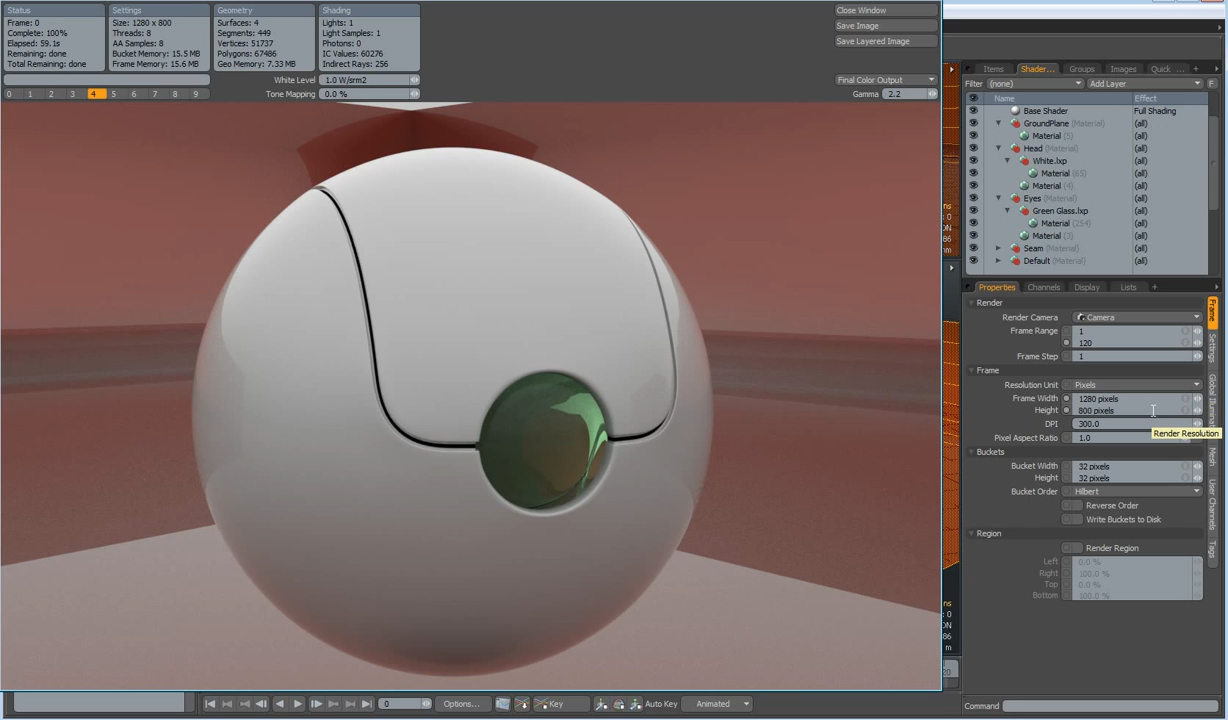 Status
Frame: 0
Complete: 100%
Elapsed: 59.1s
Remaining: done
Total Remaining: done
Settings
Size: 1280 x 800
Threads: 8
AA Samples: 8
Bucket Memory: 15.5 MB
Frame Memory: 15.6 MB
Geometry
Surfaces: 4
Segments: 449
Vertices: 51737
Polygons: 67486
Geo Memory: 7.33 MB
Shading
Lights: 1
Light Samples: 1
Photons: 0
IC Values: 60276
Indirect Rays: 256
Close Window
Save Image
Save Layered Image
White Level 1.0 W/srm2
Final Color Output
0 1 2 3 4 5 6 7 8 9
Tone Mapping 0.0 %
Gamma 2.2
Items Shader... Groups Images Quick ... +
Filter (none) Add Layer F
Name Effect
Base Shader Full Shading
GroundPlane (Material) (all)
Material (5) (all)
Head (Material) (all)
White.lxp (all)
Material (65) (all)
Material (4) (all)
Eyes (Material) (all)
Green Glass.lxp (all)
Material (254) (all)
Material (3) (all)
Seam (Material) (all)
Default (Material) (all)
Properties Channels Display Lists +
Render
Render Camera Camera
Frame Range 1
120
Frame Step 1
Frame
Resolution Unit Pixels
Frame Width 1280 pixels
Height 800 pixels
DPI 300.0
Render Resolution
Pixel Aspect Ratio 1.0
Buckets
Bucket Width 32 pixels
Height 32 pixels
Bucket Order Hilbert
Reverse Order
Write Buckets to Disk
Region
Render Region
Left 0.0 %
Right 100.0 %
Top 0.0 %
Bottom 100.0 %
Frame
Settings
Mesh
User Channels
Tags
0
Options...
Key
Auto Key
Animated
Command